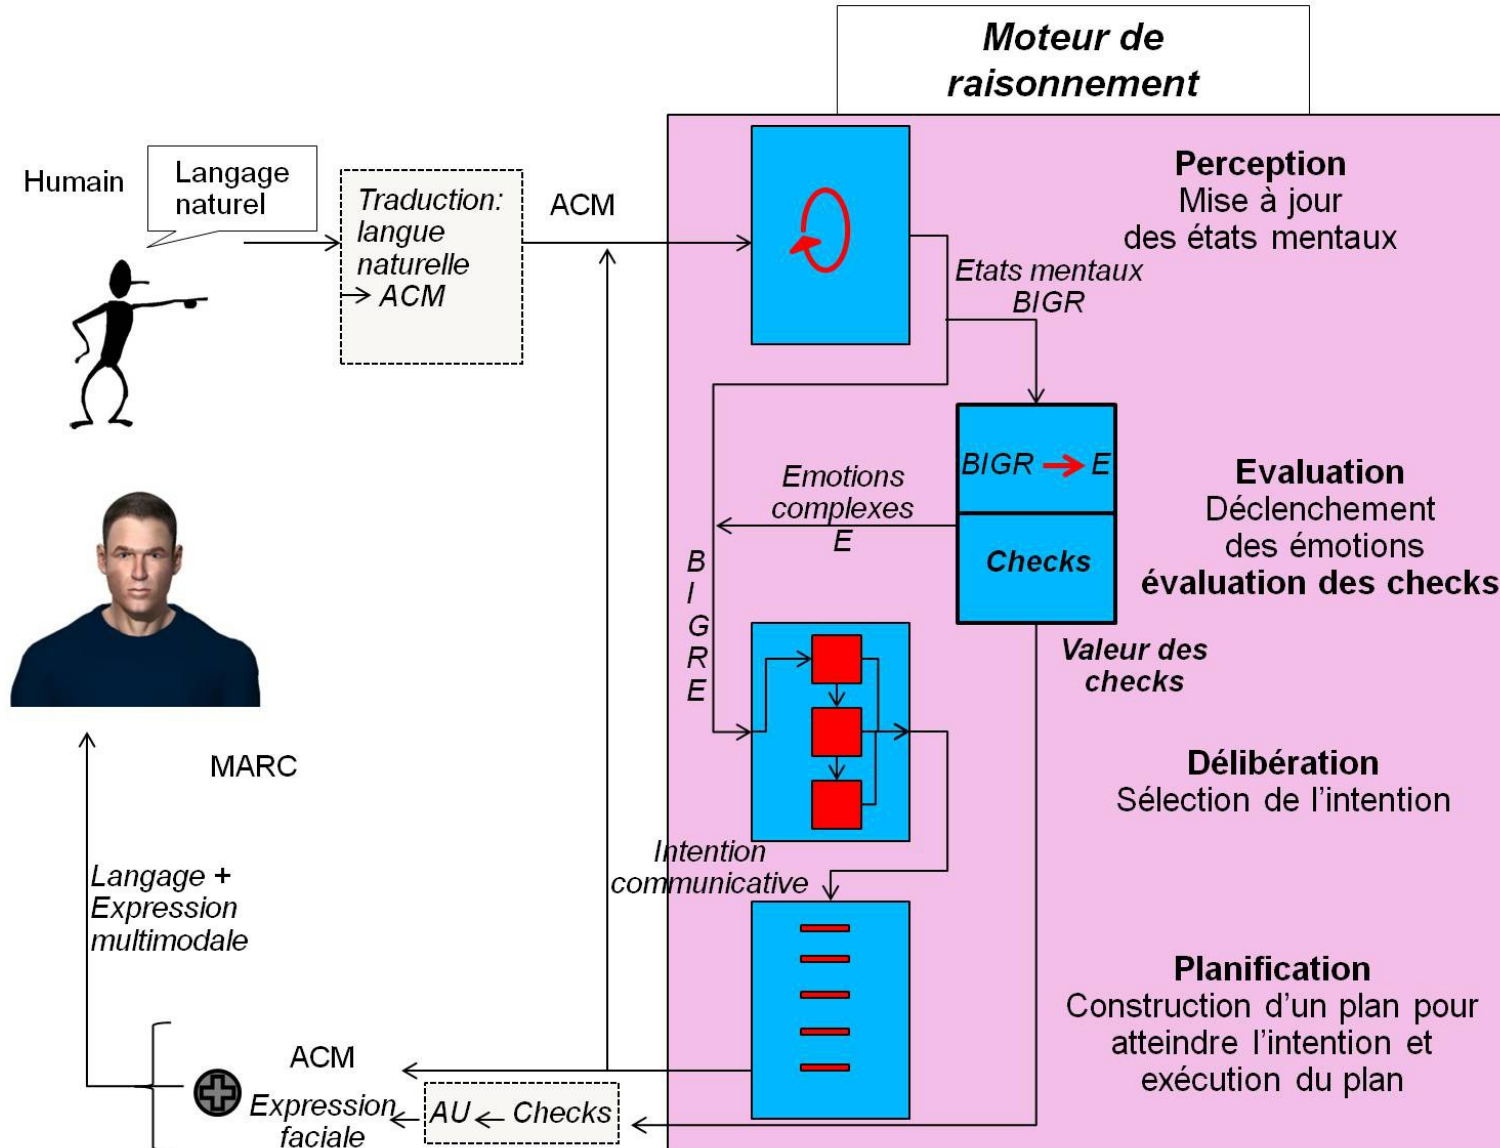 Moteur de
raisonnement
Humain
Langage
naturel
Traduction:
langue
naturelle
ACM
ACM
Perception
Mise à jour
des états mentaux
Etats mentaux
BIGR
BIGR
E
Checks
Emotions
complexes
E
Evaluation
Déclenchement
des émotions
évaluation des checks
B
I
G
R
E
Valeur des
checks
Délibération
Sélection de l'intention
MARC
Intention
communicative
Langage +
Expression
multimodale
Planification
Construction d'un plan pour
atteindre l'intention et
exécution du plan
ACM
Expression
faciale
AU
Checks